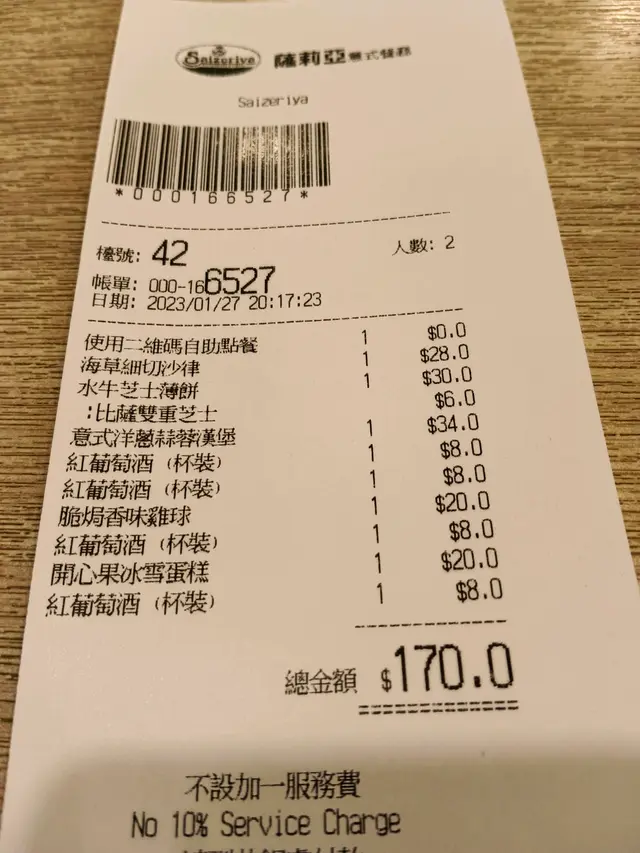 Saizeriya 薩莉亞意式餐廳
Saizeriya
*000166527*
檯號: 42 人數: 2
帳單: 000-166527
日期: 2023/01/27 20:17:23
使用二維碼自助點餐 1 $0.0
海草細切沙律 1 $28.0
水牛芝士薄餅 1 $30.0
:比薩雙重芝士 $6.0
意式洋蔥蒜蓉漢堡 1 $34.0
紅葡萄酒 (杯裝) 1 $8.0
紅葡萄酒 (杯裝) 1 $8.0
脆焗香味雞球 1 $20.0
紅葡萄酒 (杯裝) 1 $8.0
開心果冰雪蛋糕 1 $20.0
紅葡萄酒 (杯裝) 1 $8.0
總金額 $170.0
不設加一服務費
No 10% Service Charge